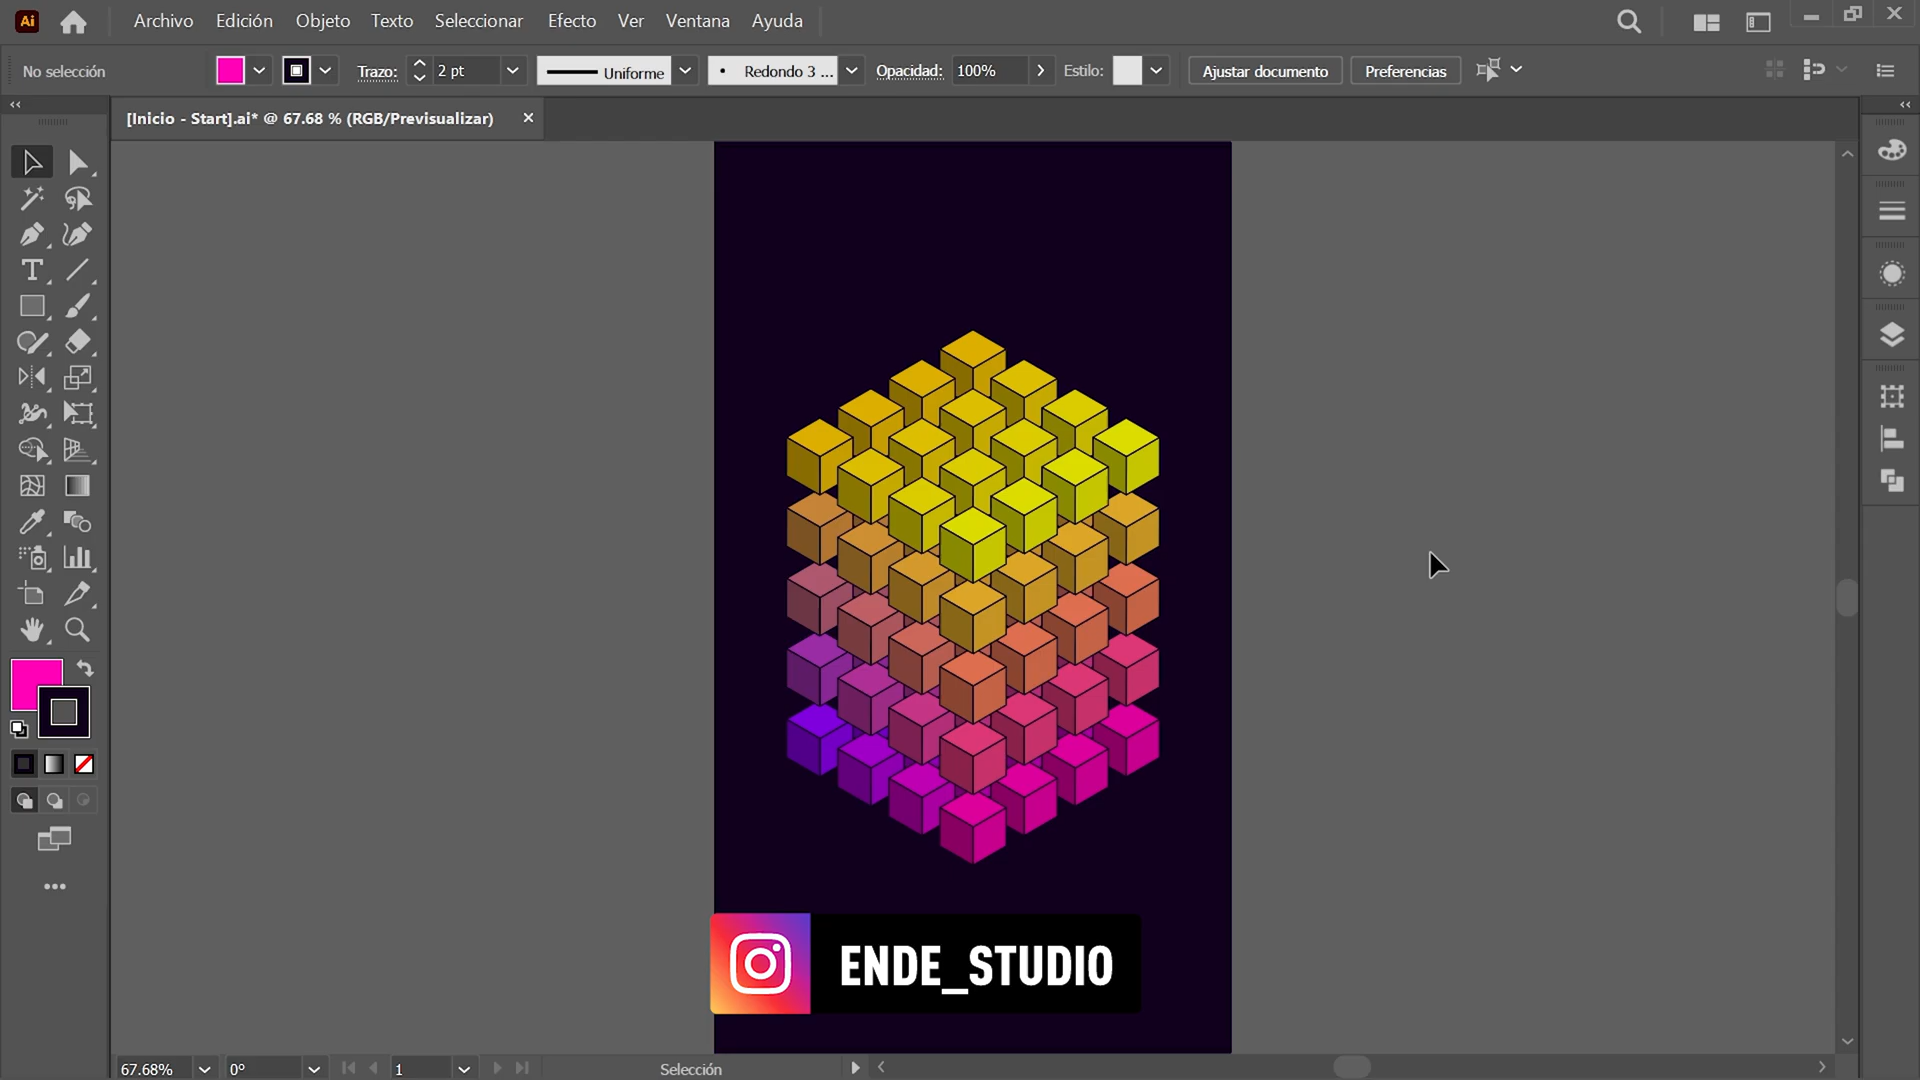 Ai Archivo Edición Objeto Texto Seleccionar Efecto Ver Ventana Ayuda
No selección Trazo: 2 pt Uniforme Redondo 3 ... Opacidad: 100% Estilo: Ajustar documento Preferencias
[Inicio - Start].ai* @ 67.68 % (RGB/Previsualizar)
T
ENDE_STUDIO
67.68% 0° 1 Selección